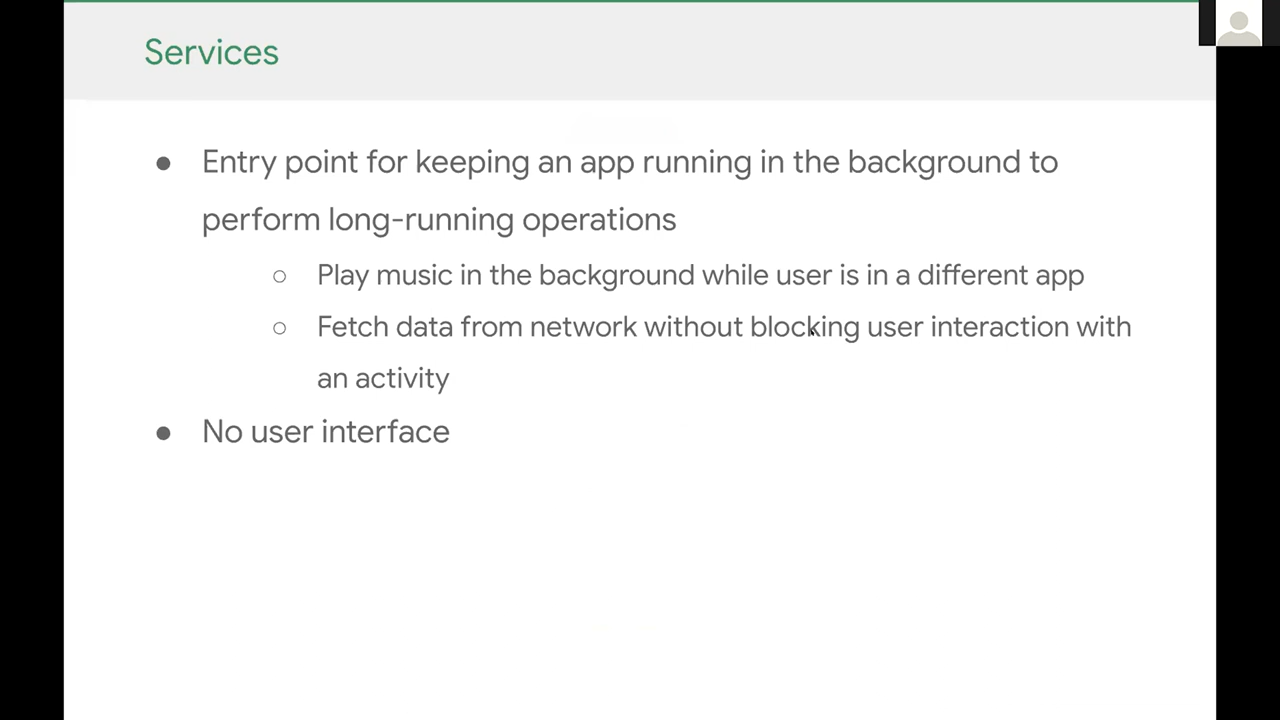 Services
● Entry point for keeping an app running in the background to
perform long-running operations
○ Play music in the background while user is in a different app
○ Fetch data from network without blocking user interaction with
an activity
● No user interface